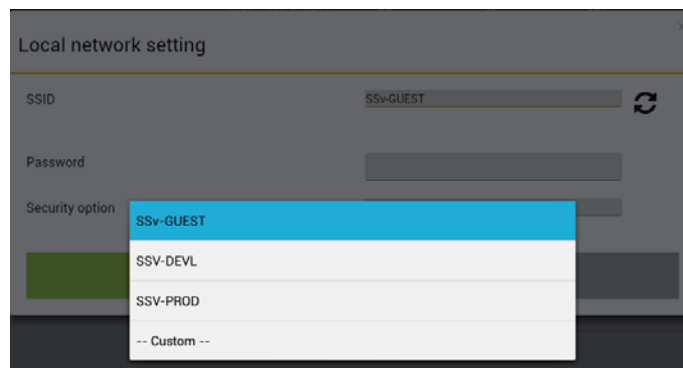 Local network setting
SSID
SSv-GUEST
Password
Security option
SSv-GUEST
SSV-DEVL
SSV-PROD
-- Custom --